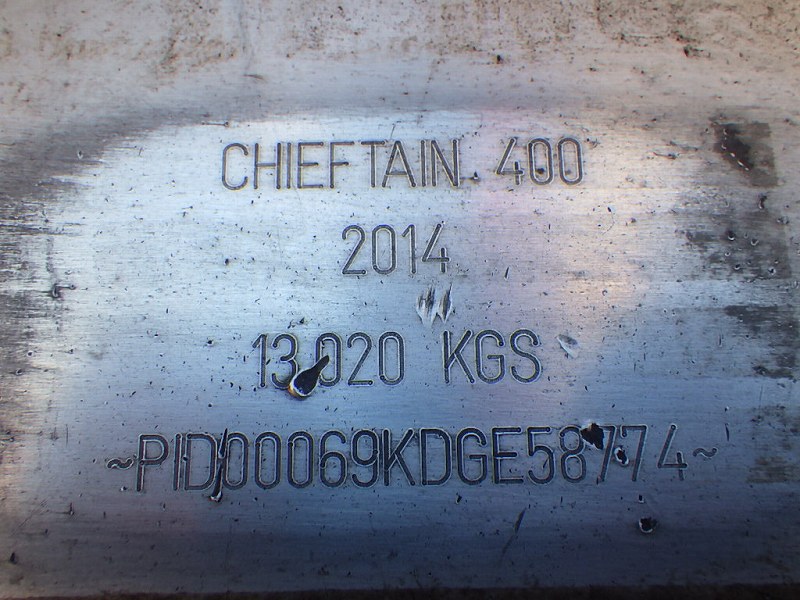 CHIEFTAIN 400
2014
13,020 KGS
~PID00069KDGE58774~